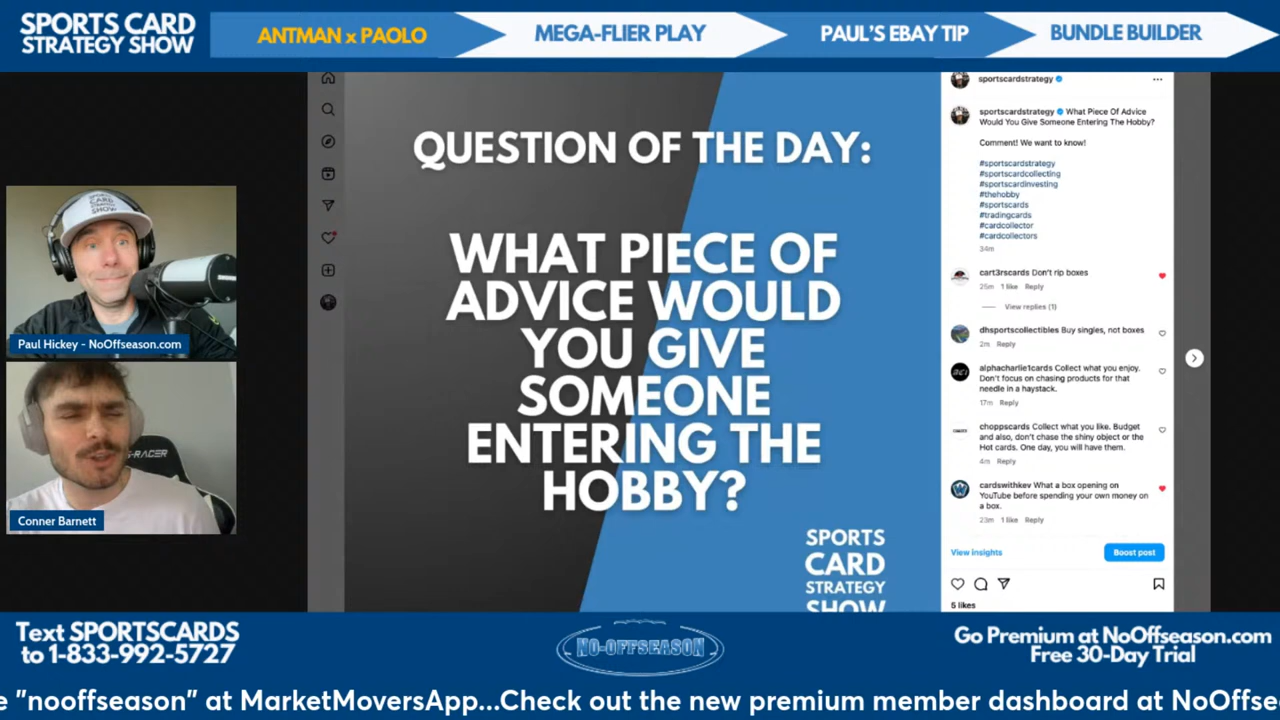 SPORTS CARD
STRATEGY SHOW
ANTMAN x PAOLO
MEGA-FLIER PLAY
PAUL'S EBAY TIP
BUNDLE BUILDER
QUESTION OF THE DAY:
WHAT PIECE OF
ADVICE WOULD
YOU GIVE
SOMEONE
ENTERING THE
HOBBY?
SPORTS
CARD
STRATEGY
SHOW
sportscardstrategy
sportscardstrategy What Piece Of Advice
Would You Give Someone Entering The Hobby?
Comment! We want to know!
#sportscardstrategy
#sportscardcollecting
#sportscardinvesting
#thehobby
#sportscards
#tradingcards
#cardcollector
#cardcollectors
34m
cart3rscards Don't rip boxes
25m 1 like Reply
View replies (1)
dhsportscollectibles Buy singles, not boxes
2m Reply
alphacharlie1cards Collect what you enjoy.
Don't focus on chasing products for that
needle in a haystack.
17m Reply
choppscards Collect what you like. Budget
and also, don't chase the shiny object or the
Hot cards. One day, you will have them.
4m Reply
cardswithkev What a box opening on
YouTube before spending your own money on
a box.
23m 1 like Reply
View insights
Boost post
5 likes
SPORTS
CARD
STRATEGY
SHOW
Paul Hickey - NoOffseason.com
Conner Barnett
Text SPORTSCARDS
to 1-833-992-5727
NO-OFFSEASON
Go Premium at NoOffseason.com
Free 30-Day Trial
e "nooffseason" at MarketMoversApp...Check out the new premium member dashboard at NoOffse